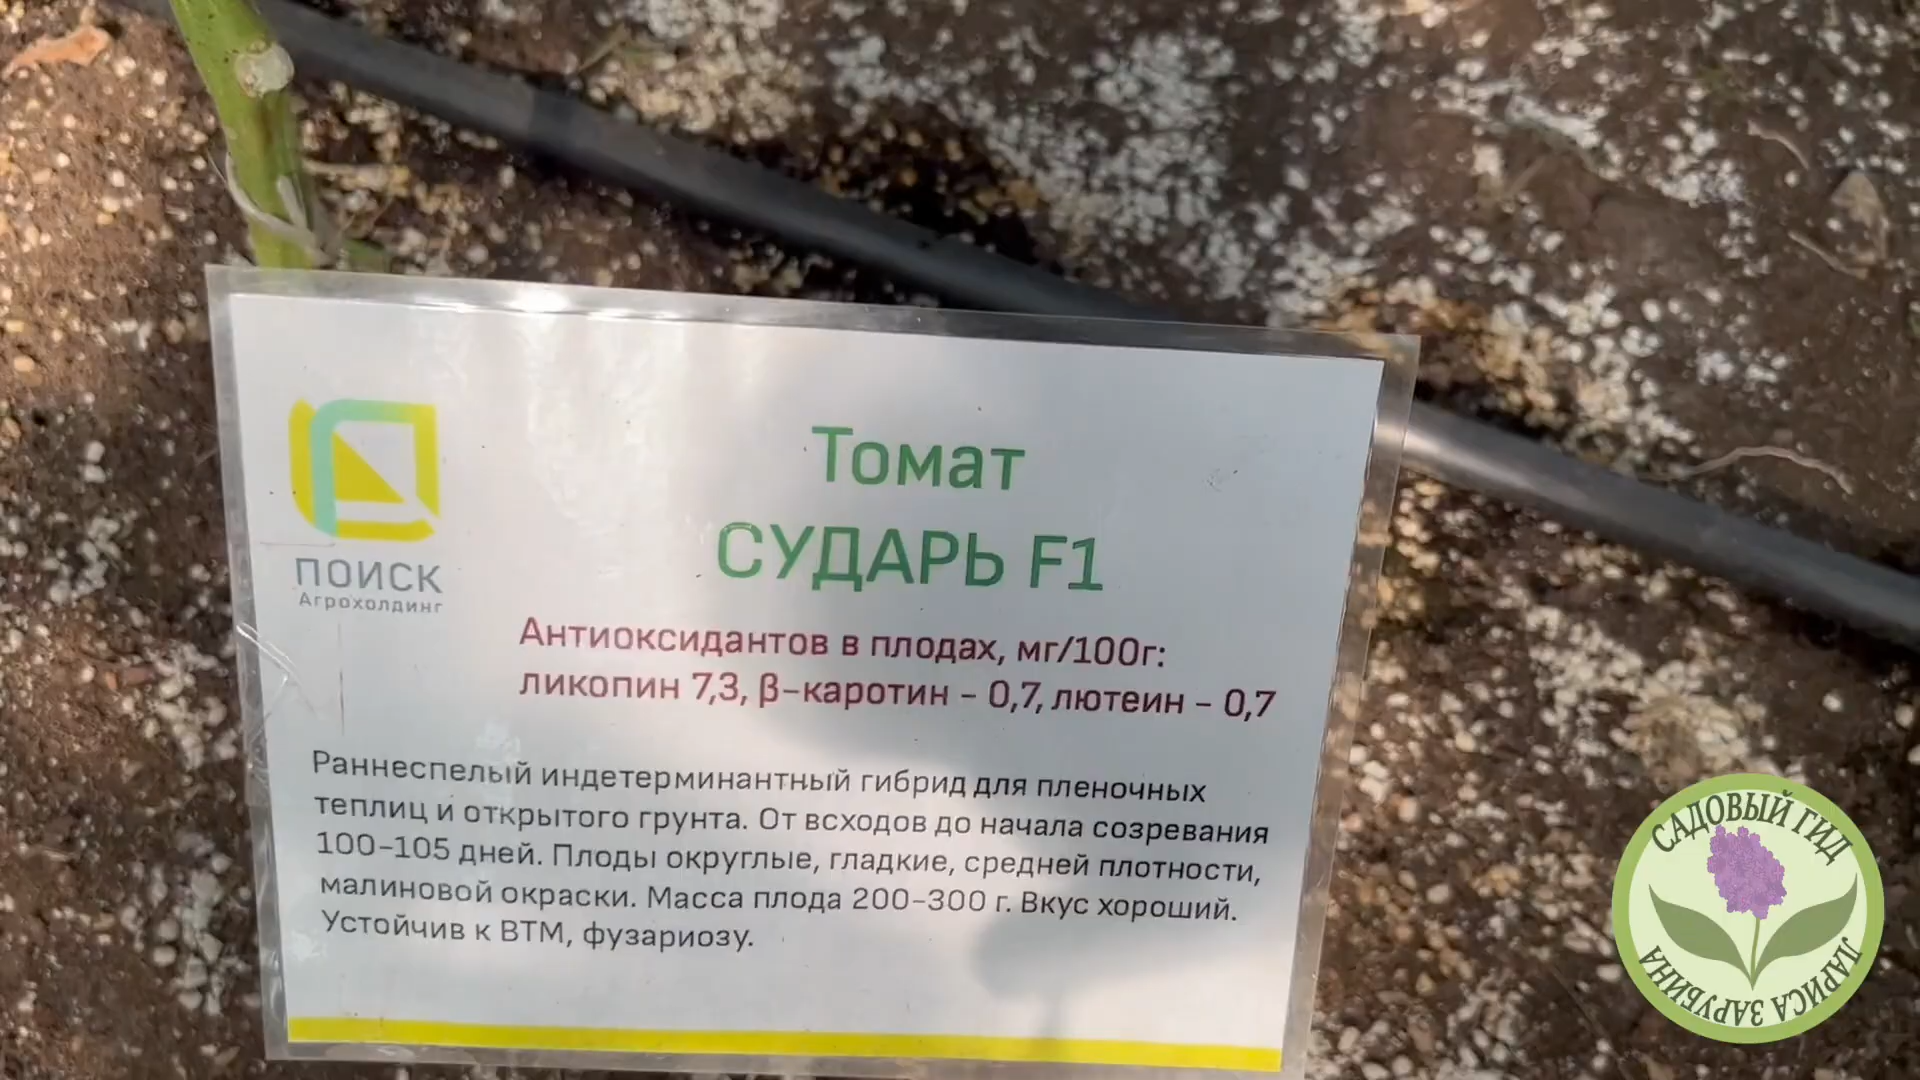 ПОИСК
Агрохолдинг
Томат
СУДАРЬ F1
Антиоксидантов в плодах, мг/100г:
ликопин 7,3, β-каротин - 0,7, лютеин - 0,7
Раннеспелый индетерминантный гибрид для пленочных
теплиц и открытого грунта. От всходов до начала созревания
100-105 дней. Плоды округлые, гладкие, средней плотности,
малиновой окраски. Масса плода 200-300 г. Вкус хороший.
Устойчив к ВТМ, фузариозу.
САДОВЫЙ ГИД
ЛАРИСА ЗАРУБИНА